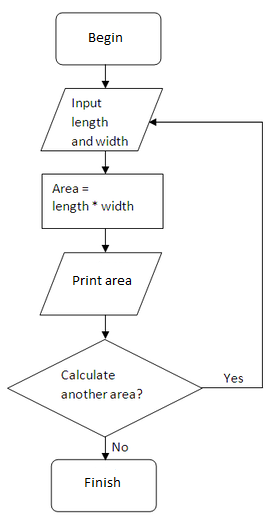 Begin
Input
length
and width
Area =
length * width
Print area
Calculate
another area?
Yes
No
Finish